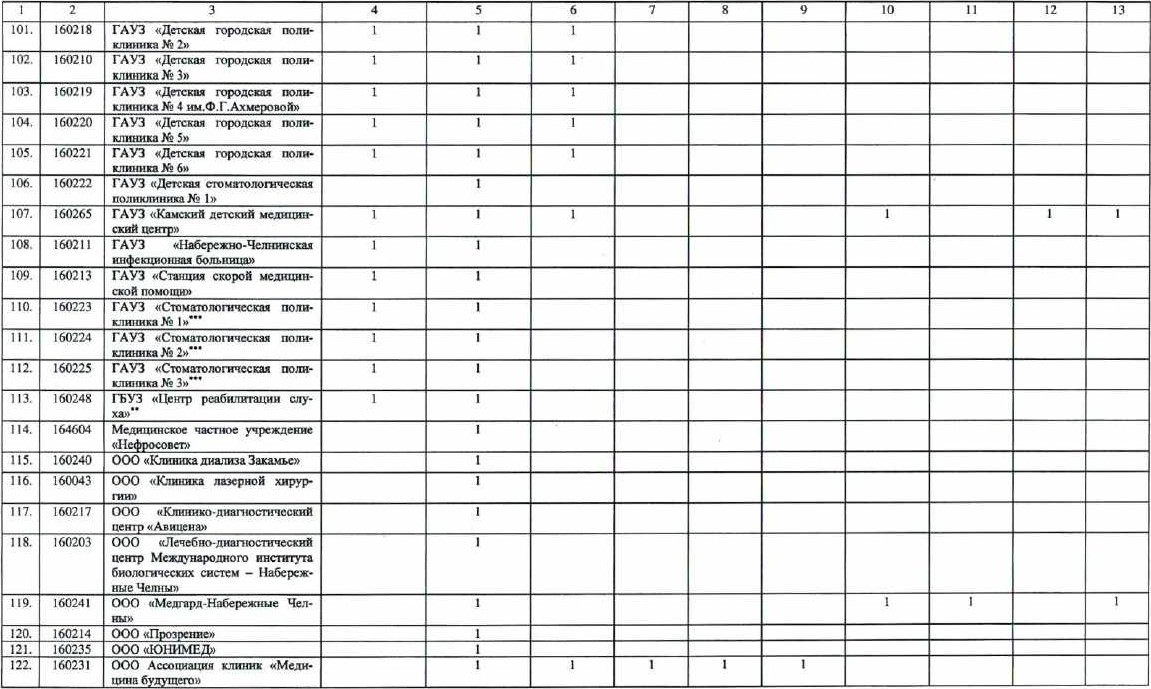 1 2 3 4 5 6 7 8 9 10 11 12 13
101. 160218 ГАУЗ «Детская городская поли- 1 1 1
клиника № 2»
102. 160210 ГАУЗ «Детская городская поли- 1 1 1
клиника № 3»
103. 160219 ГАУЗ «Детская городская поли- 1 1 1
клиника № 4 им.Ф.Г.Ахмеровой»
104. 160220 ГАУЗ «Детская городская поли- 1 1 1
клиника № 5»
105. 160221 ГАУЗ «Детская городская поли- 1 1 1
клиника № 6»
106. 160222 ГАУЗ «Детская стоматологическая 1
поликлиника № 1»
107. 160265 ГАУЗ «Камский детский медицин- 1 1 1 1 1 1
ский центр»
108. 160211 ГАУЗ «Набережно-Челнинская 1 1
инфекционная больница»
109. 160213 ГАУЗ «Станция скорой медицин- 1 1
ской помощи»
110. 160223 ГАУЗ «Стоматологическая поли- 1 1
клиника № 1»***
111. 160224 ГАУЗ «Стоматологическая поли- 1 1
клиника № 2»***
112. 160225 ГАУЗ «Стоматологическая поли- 1 1
клиника № 3»***
113. 160248 ГБУЗ «Центр реабилитации слу- 1 1
ха»**
114. 164604 Медицинское частное учреждение 1
«Нефросовет»
115. 160240 ООО «Клиника диализа Закамье» 1
116. 160043 ООО «Клиника лазерной хирур- 1
гии»
117. 160217 ООО «Клинико-диагностический 1
центр «Авицена»
118. 160203 ООО «Лечебно-диагностический 1
центр Международного института
биологических систем – Набереж-
ные Челны»
119. 160241 ООО «Медгард-Набережные Чел- 1 1 1 1
ны»
120. 160214 ООО «Прозрение» 1
121. 160235 ООО «ЮНИМЕД» 1
122. 160231 ООО Ассоциация клиник «Меди- 1 1 1 1 1
цина будущего»